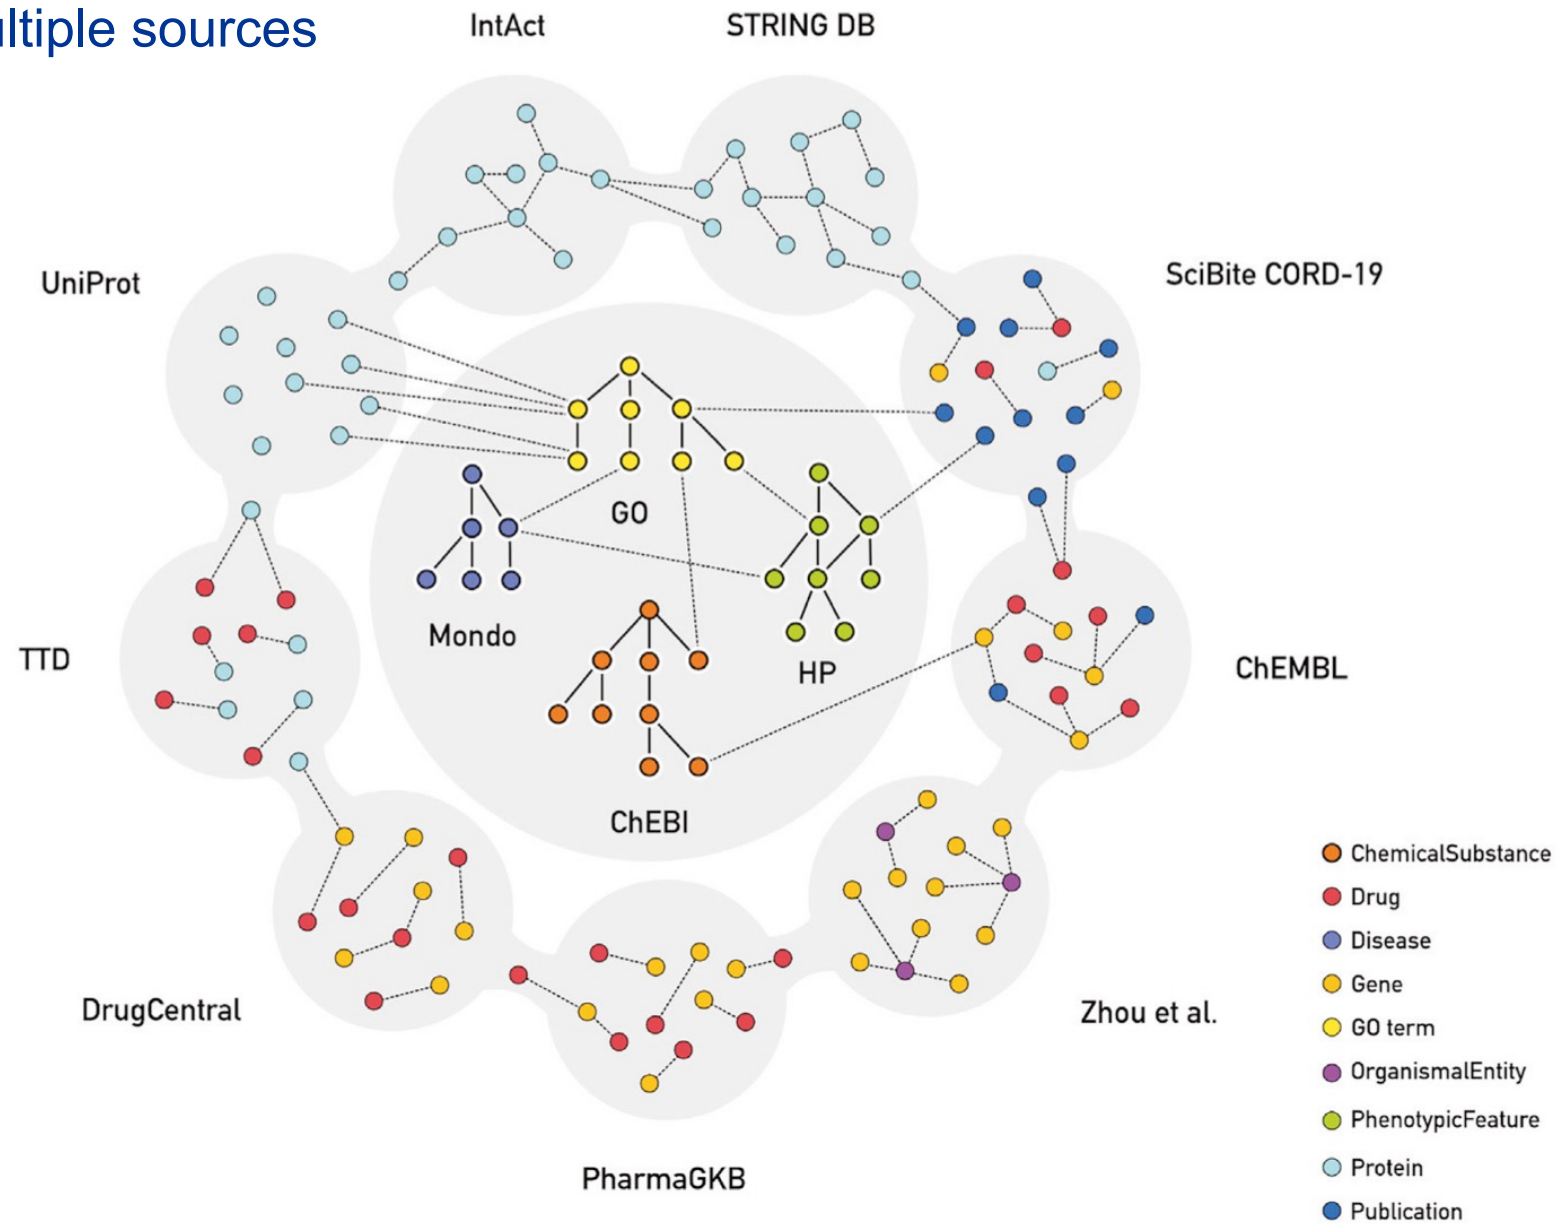 ltiple sources
IntAct
STRING DB
UniProt
SciBite CORD-19
GO
Mondo
HP
TTD
ChEMBL
ChEBI
DrugCentral
Zhou et al.
PharmaGKB
ChemicalSubstance
Drug
Disease
Gene
GO term
OrganismalEntity
PhenotypicFeature
Protein
Publication